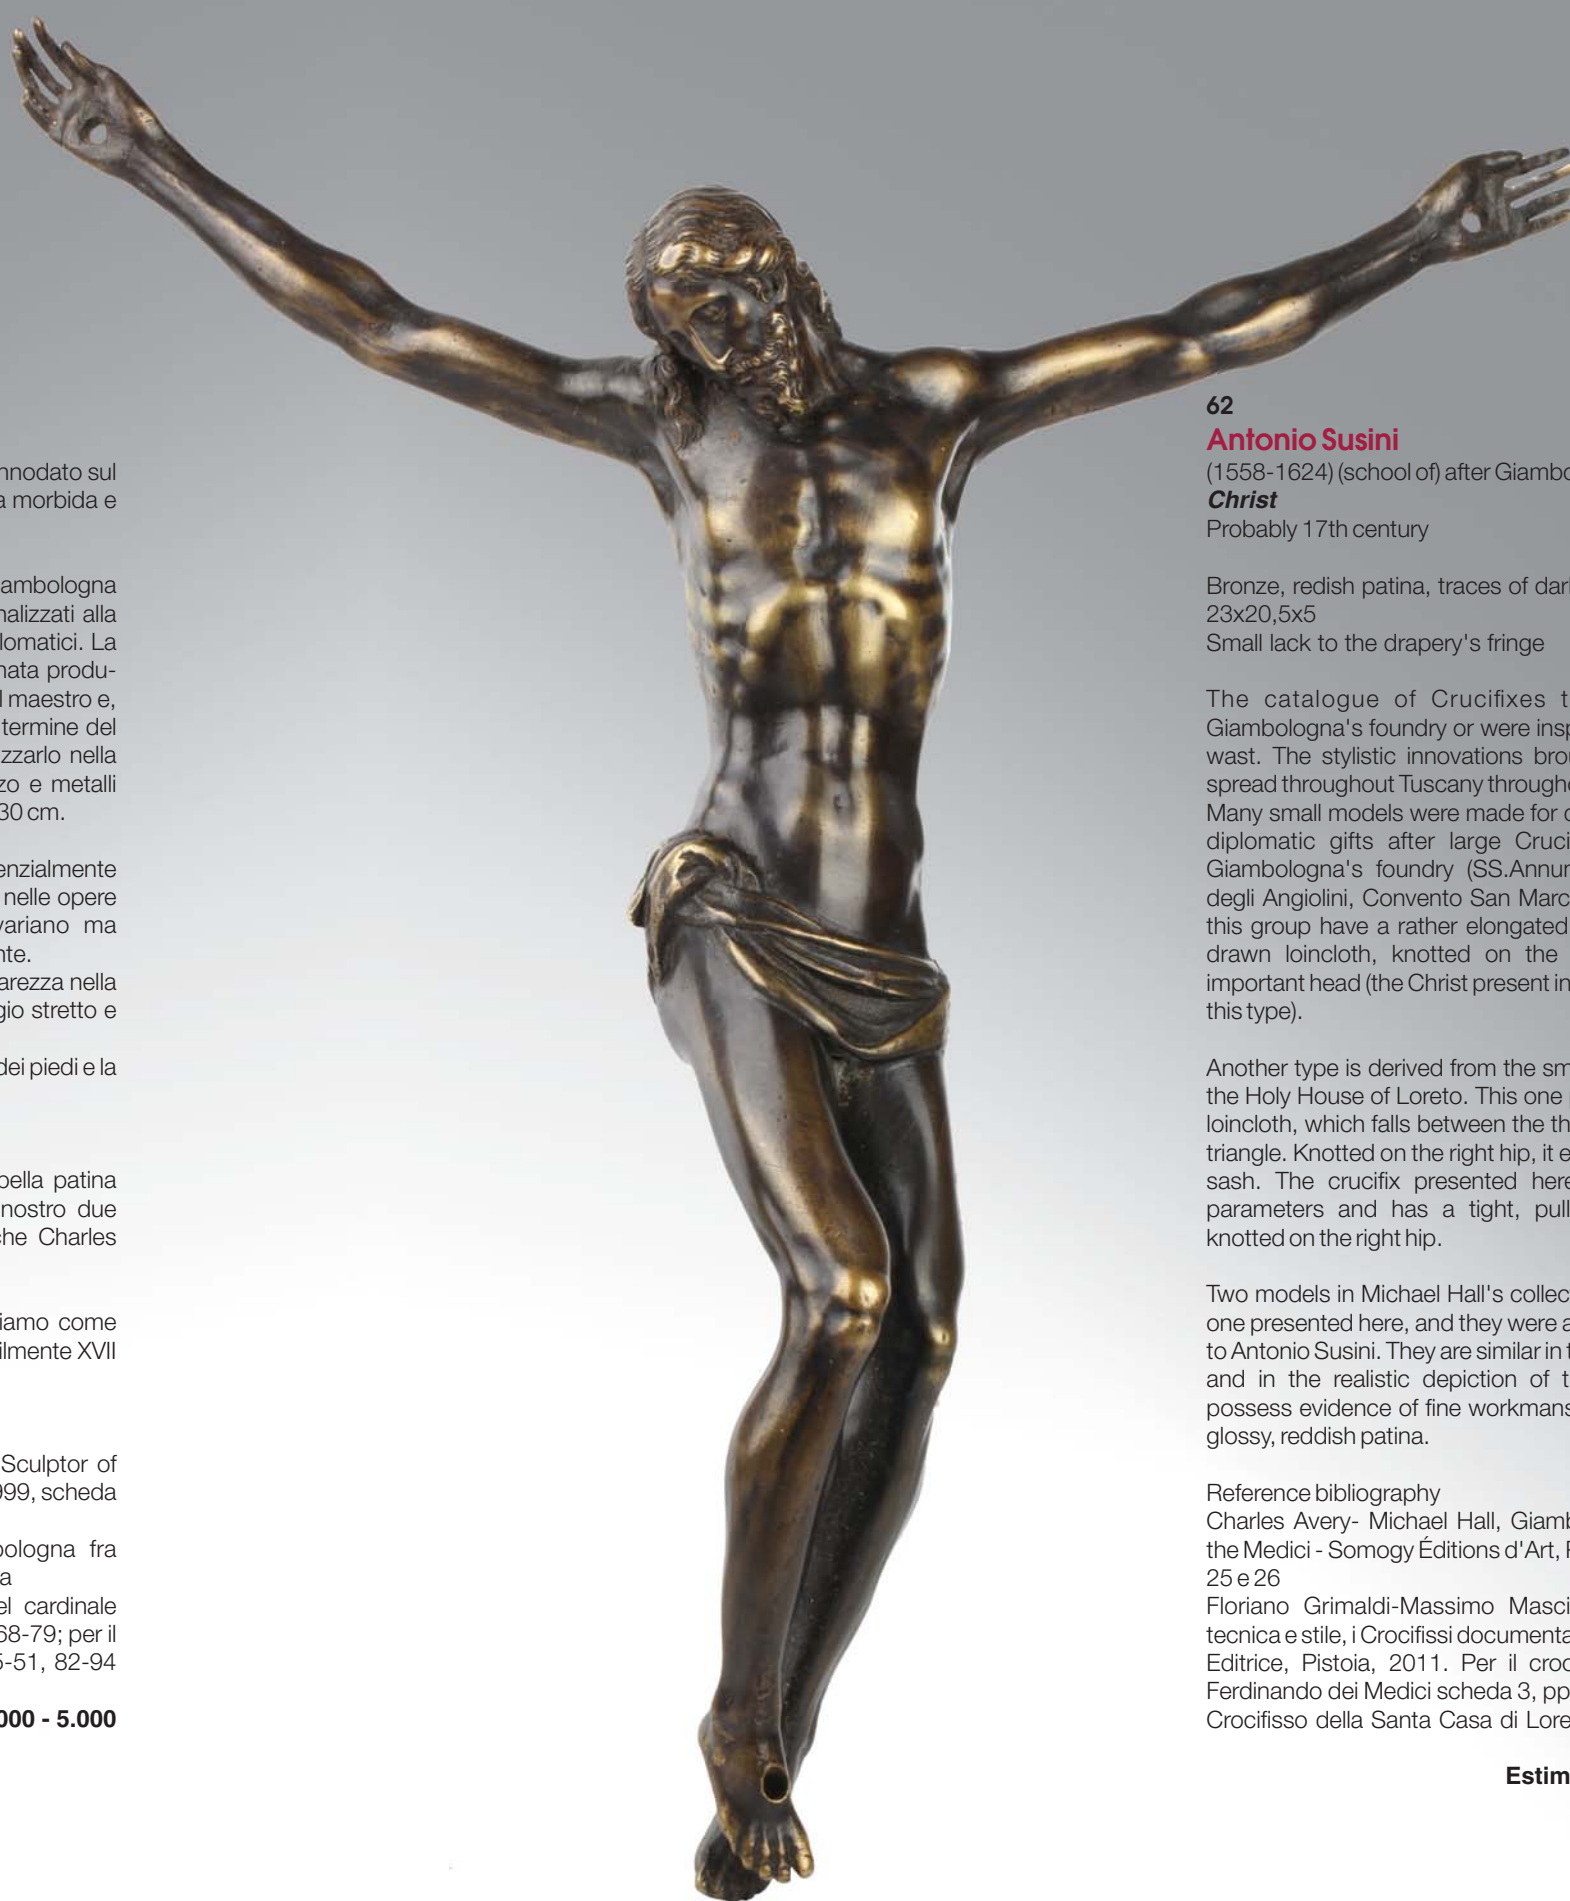 nnodato sul
a morbida e
ambologna
nalizzati alla
lomatici. La
nata produ-
l maestro e,
termine del
izzarlo nella
zo e metalli
30 cm.
enzialmente
nelle opere
variano ma
nte.
arezza nella
gio stretto e
dei piedi e la
bella patina
nostro due
che Charles
iamo come
ilmente XVII
Sculptor of
999, scheda
bologna fra
a
el cardinale
68-79; per il
5-51, 82-94
000 - 5.000
62
Antonio Susini
(1558-1624) (school of) after Giambo
Christ
Probably 17th century
Bronze, redish patina, traces of dar
23x20,5x5
Small lack to the drapery's fringe
The catalogue of Crucifixes t
Giambologna's foundry or were insp
wast. The stylistic innovations brou
spread throughout Tuscany througho
Many small models were made for c
diplomatic gifts after large Cruci
Giambologna's foundry (SS.Annun
degli Angiolini, Convento San Marc
this group have a rather elongated
drawn loincloth, knotted on the
important head (the Christ present in
this type).
Another type is derived from the sm
the Holy House of Loreto. This one
loincloth, which falls between the th
triangle. Knotted on the right hip, it e
sash. The crucifix presented here
parameters and has a tight, pull
knotted on the right hip.
Two models in Michael Hall's collec
one presented here, and they were a
to Antonio Susini. They are similar in t
and in the realistic depiction of t
possess evidence of fine workmans
glossy, reddish patina.
Reference bibliography
Charles Avery- Michael Hall, Giamb
the Medici - Somogy Éditions d'Art, P
25 e 26
Floriano Grimaldi-Massimo Masci
tecnica e stile, i Crocifissi documenta
Editrice, Pistoia, 2011. Per il croc
Ferdinando dei Medici scheda 3, pp
Crocifisso della Santa Casa di Lore
Estim